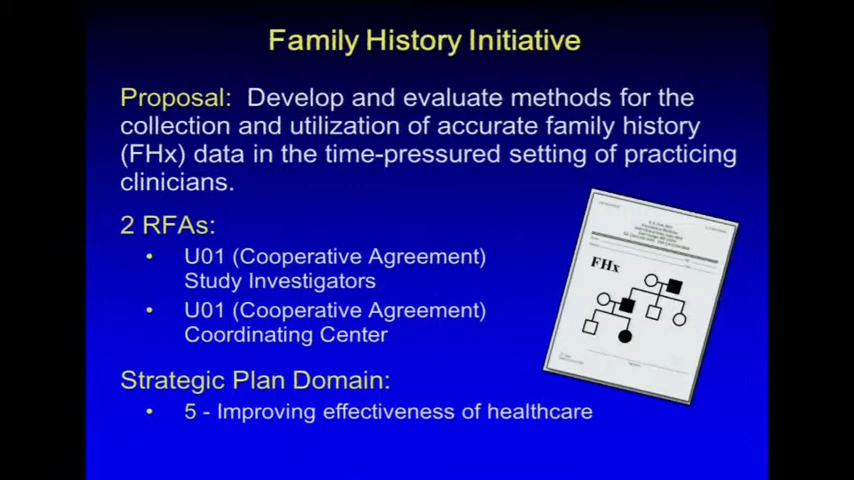 Family History Initiative
Proposal: Develop and evaluate methods for the
collection and utilization of accurate family history
(FHx) data in the time-pressured setting of practicing
clinicians.
2 RFAs:
• U01 (Cooperative Agreement)
Study Investigators
• U01 (Cooperative Agreement)
Coordinating Center
FHx
Strategic Plan Domain:
• 5 - Improving effectiveness of healthcare